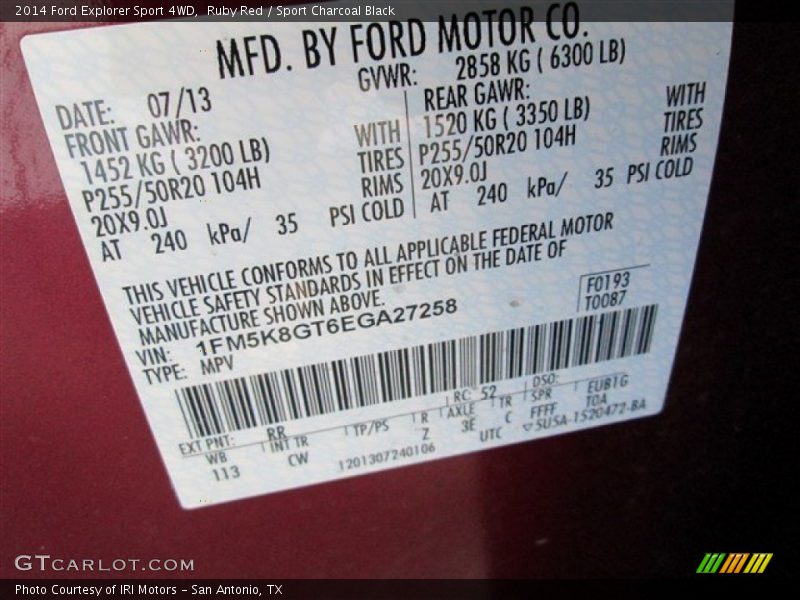 2014 Ford Explorer Sport 4WD, Ruby Red / Sport Charcoal Black
MFD. BY FORD MOTOR CO.
DATE: 07/13 GVWR: 2858 KG ( 6300 LB)
FRONT GAWR: REAR GAWR:
1452 KG ( 3200 LB) WITH 1520 KG ( 3350 LB) WITH
P255/50R20 104H TIRES P255/50R20 104H TIRES
20X9.0J RIMS 20X9.0J RIMS
AT 240 kPa/ 35 PSI COLD AT 240 kPa/ 35 PSI COLD
THIS VEHICLE CONFORMS TO ALL APPLICABLE FEDERAL MOTOR
VEHICLE SAFETY STANDARDS IN EFFECT ON THE DATE OF
MANUFACTURE SHOWN ABOVE.
F0193
T0087
VIN: 1FM5K8GT6EGA27258
TYPE: MPV
EXT PNT: RR RC: 52 DSO:
WB INT TR TP/PS R AXLE TR SPR EUB1G
113 CW Z 3E C FFFF TOA
1201307240106 UTC 5USA-1520472-BA
GTCARLOT.COM
Photo Courtesy of IRI Motors – San Antonio, TX